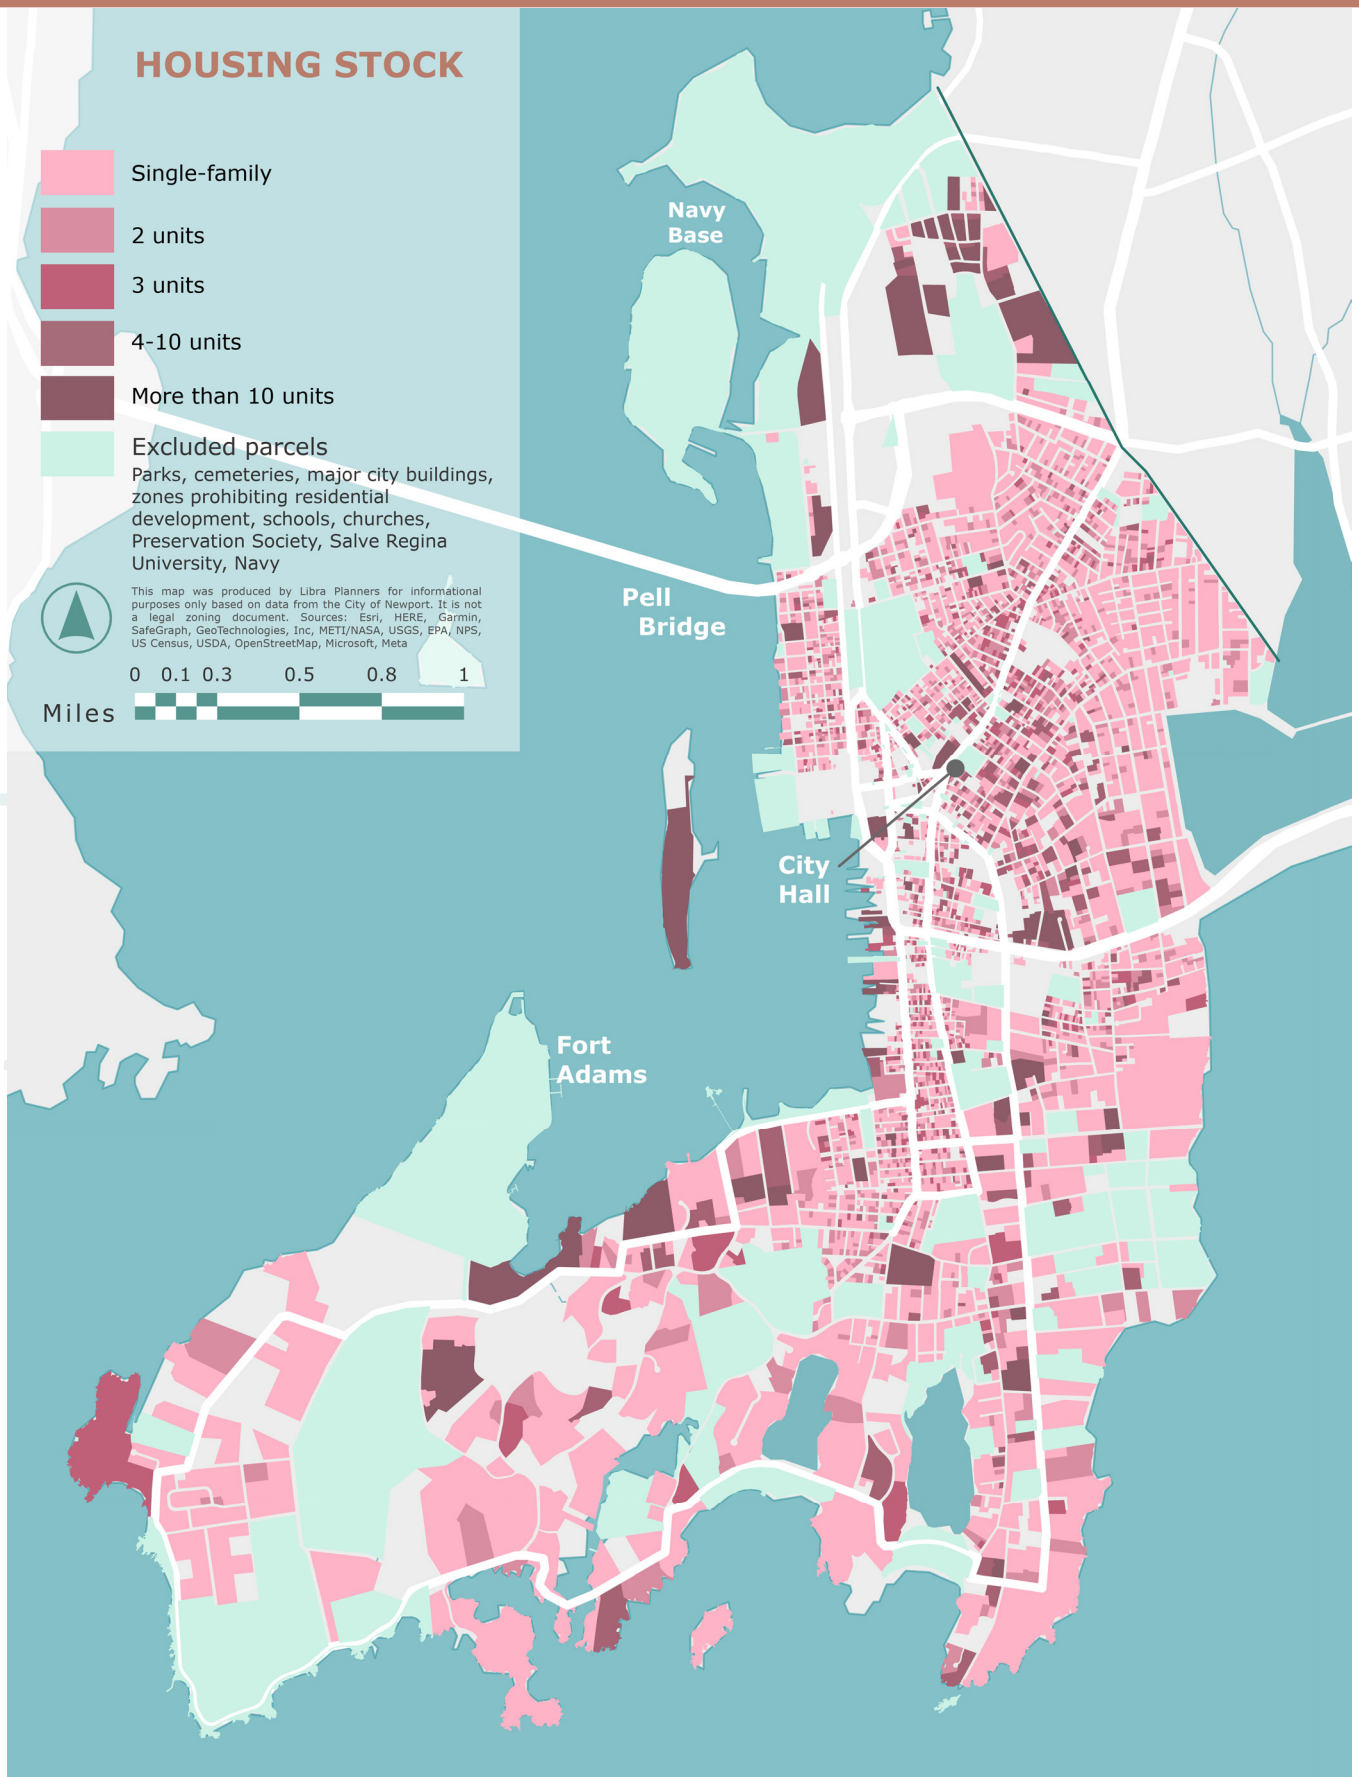 HOUSING STOCK
Single-family
2 units
3 units
4-10 units
More than 10 units
Excluded parcels
Parks, cemeteries, major city buildings,
zones prohibiting residential
development, schools, churches,
Preservation Society, Salve Regina
University, Navy
This map was produced by Libra Planners for informational
purposes only based on data from the City of Newport. It is not
a legal zoning document. Sources: Esri, HERE, Garmin,
SafeGraph, GeoTechnologies, Inc, METI/NASA, USGS, EPA, NPS,
US Census, USDA, OpenStreetMap, Microsoft, Meta
0 0.1 0.3 0.5 0.8 1
Miles
Navy
Base
Pell
Bridge
City
Hall
Fort
Adams